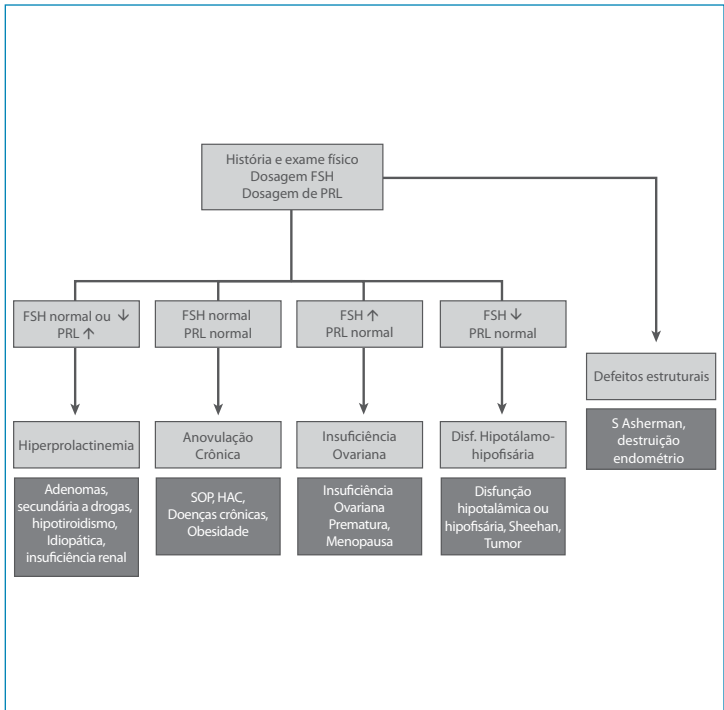 História e exame físico
Dosagem FSH
Dosagem de PRL
FSH normal ou ↓
PRL ↑
FSH normal
PRL normal
FSH ↑
PRL normal
FSH ↓
PRL normal
Defeitos estruturais
Hiperprolactinemia
Anovulação
Crônica
Insuficiência
Ovariana
Disf. Hipotálamo-
hipofisária
S Asherman,
destruição
endométrio
Adenomas,
secundária a drogas,
hipotiroidismo,
Idiopática,
insuficiência renal
SOP, HAC,
Doenças crônicas,
Obesidade
Insuficiência
Ovariana
Prematura,
Menopausa
Disfunção
hipotalâmica ou
hipofisária, Sheehan,
Tumor